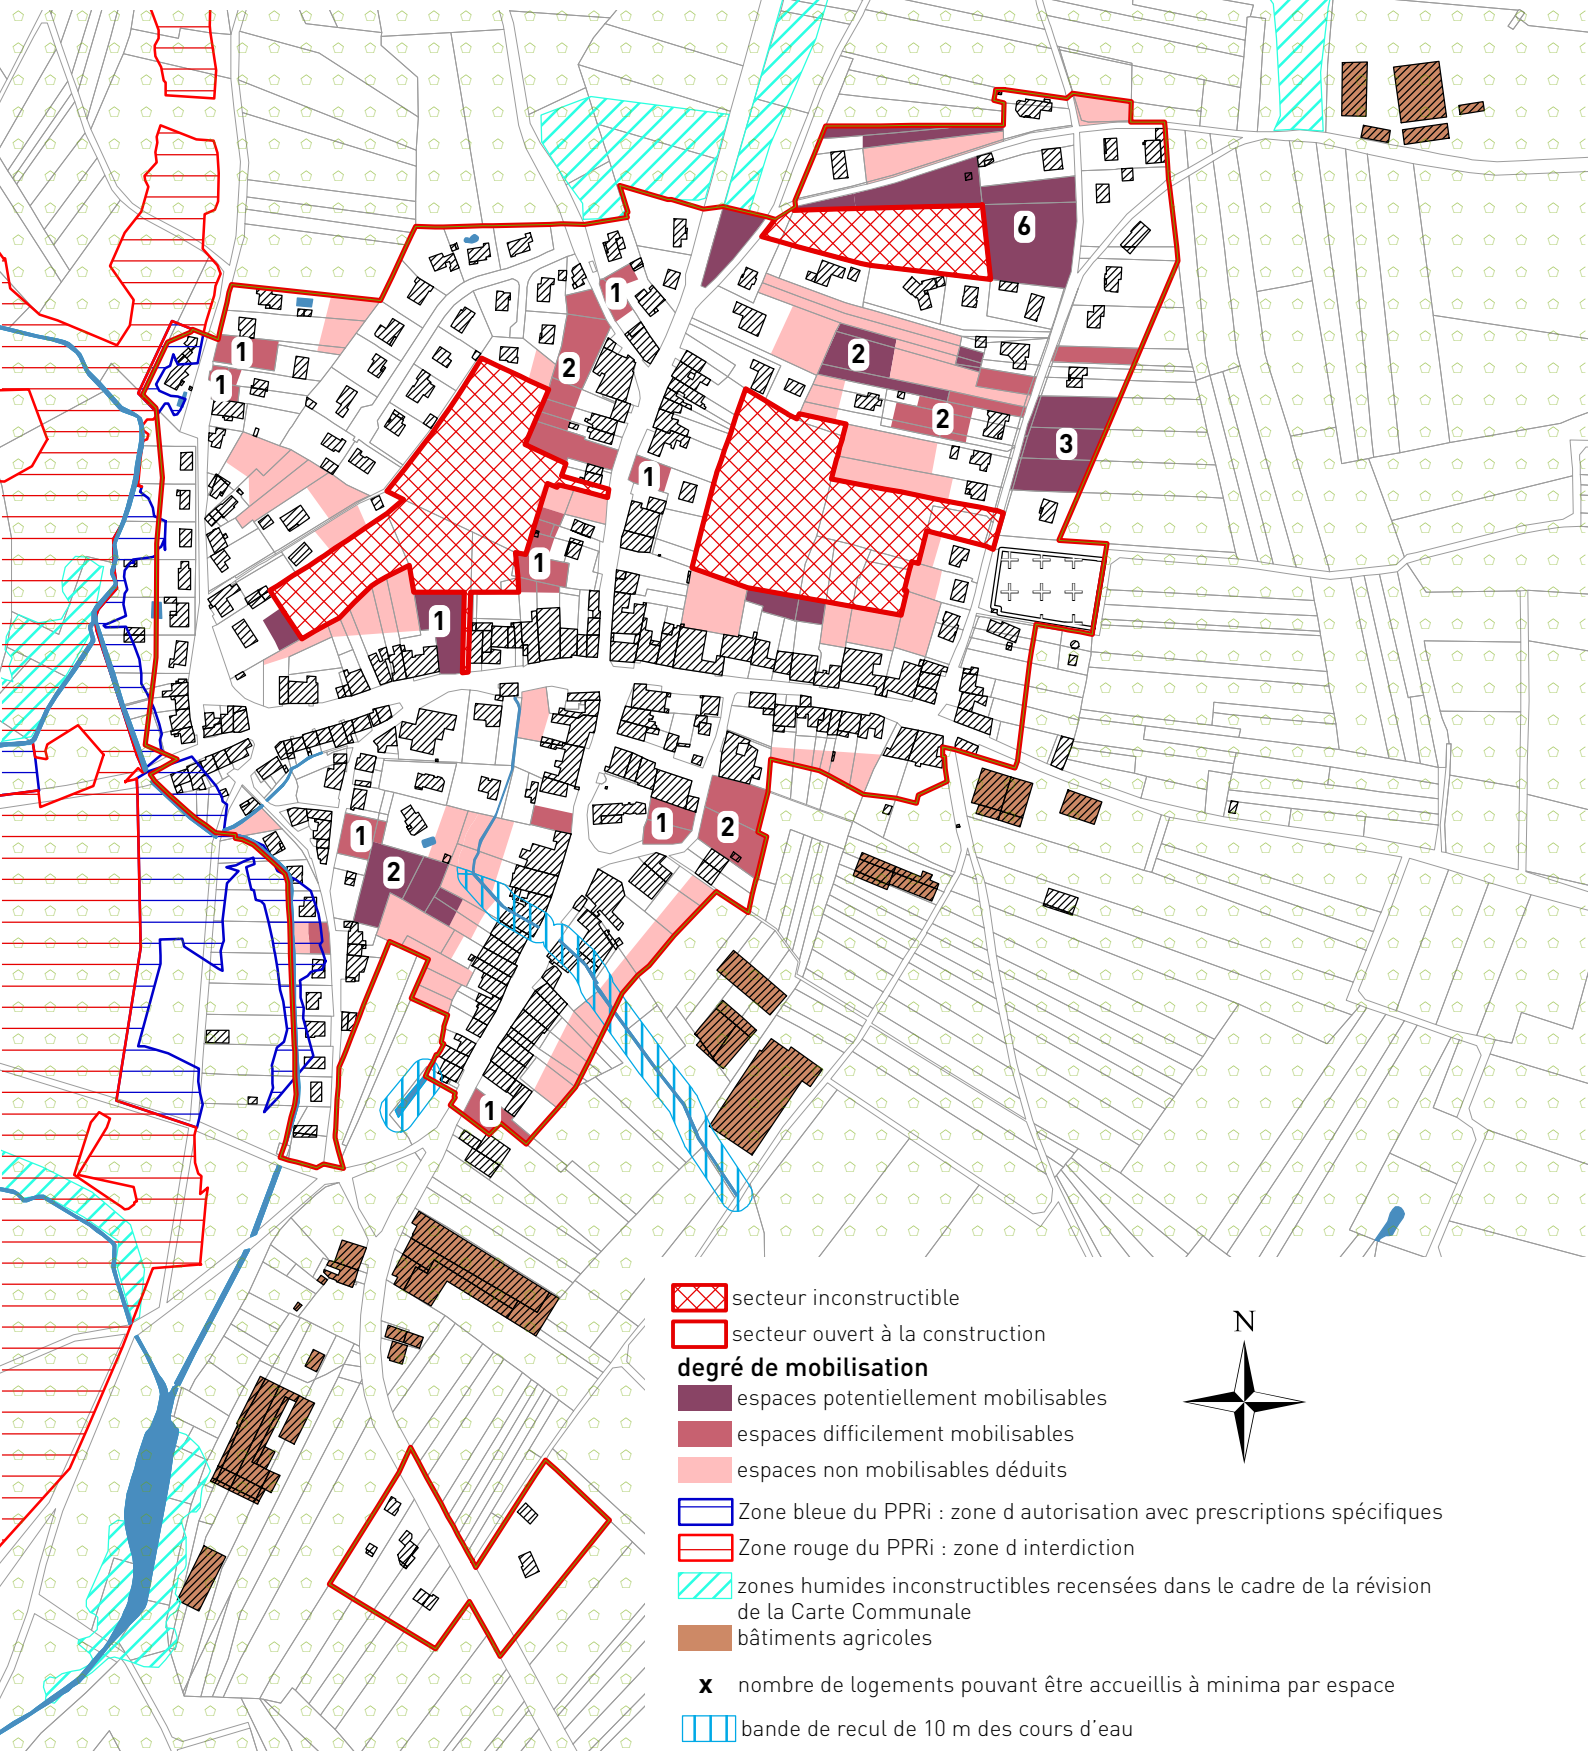 6
1
1
2
2
1
2
3
1
1
1
1
1
2
1
2
1
N
secteur inconstructible
secteur ouvert à la construction
degré de mobilisation
espaces potentiellement mobilisables
espaces difficilement mobilisables
espaces non mobilisables déduits
Zone bleue du PPRi : zone d autorisation avec prescriptions spécifiques
Zone rouge du PPRi : zone d interdiction
zones humides inconstructibles recensées dans le cadre de la révision
de la Carte Communale
bâtiments agricoles
x nombre de logements pouvant être accueillis à minima par espace
bande de recul de 10 m des cours d'eau